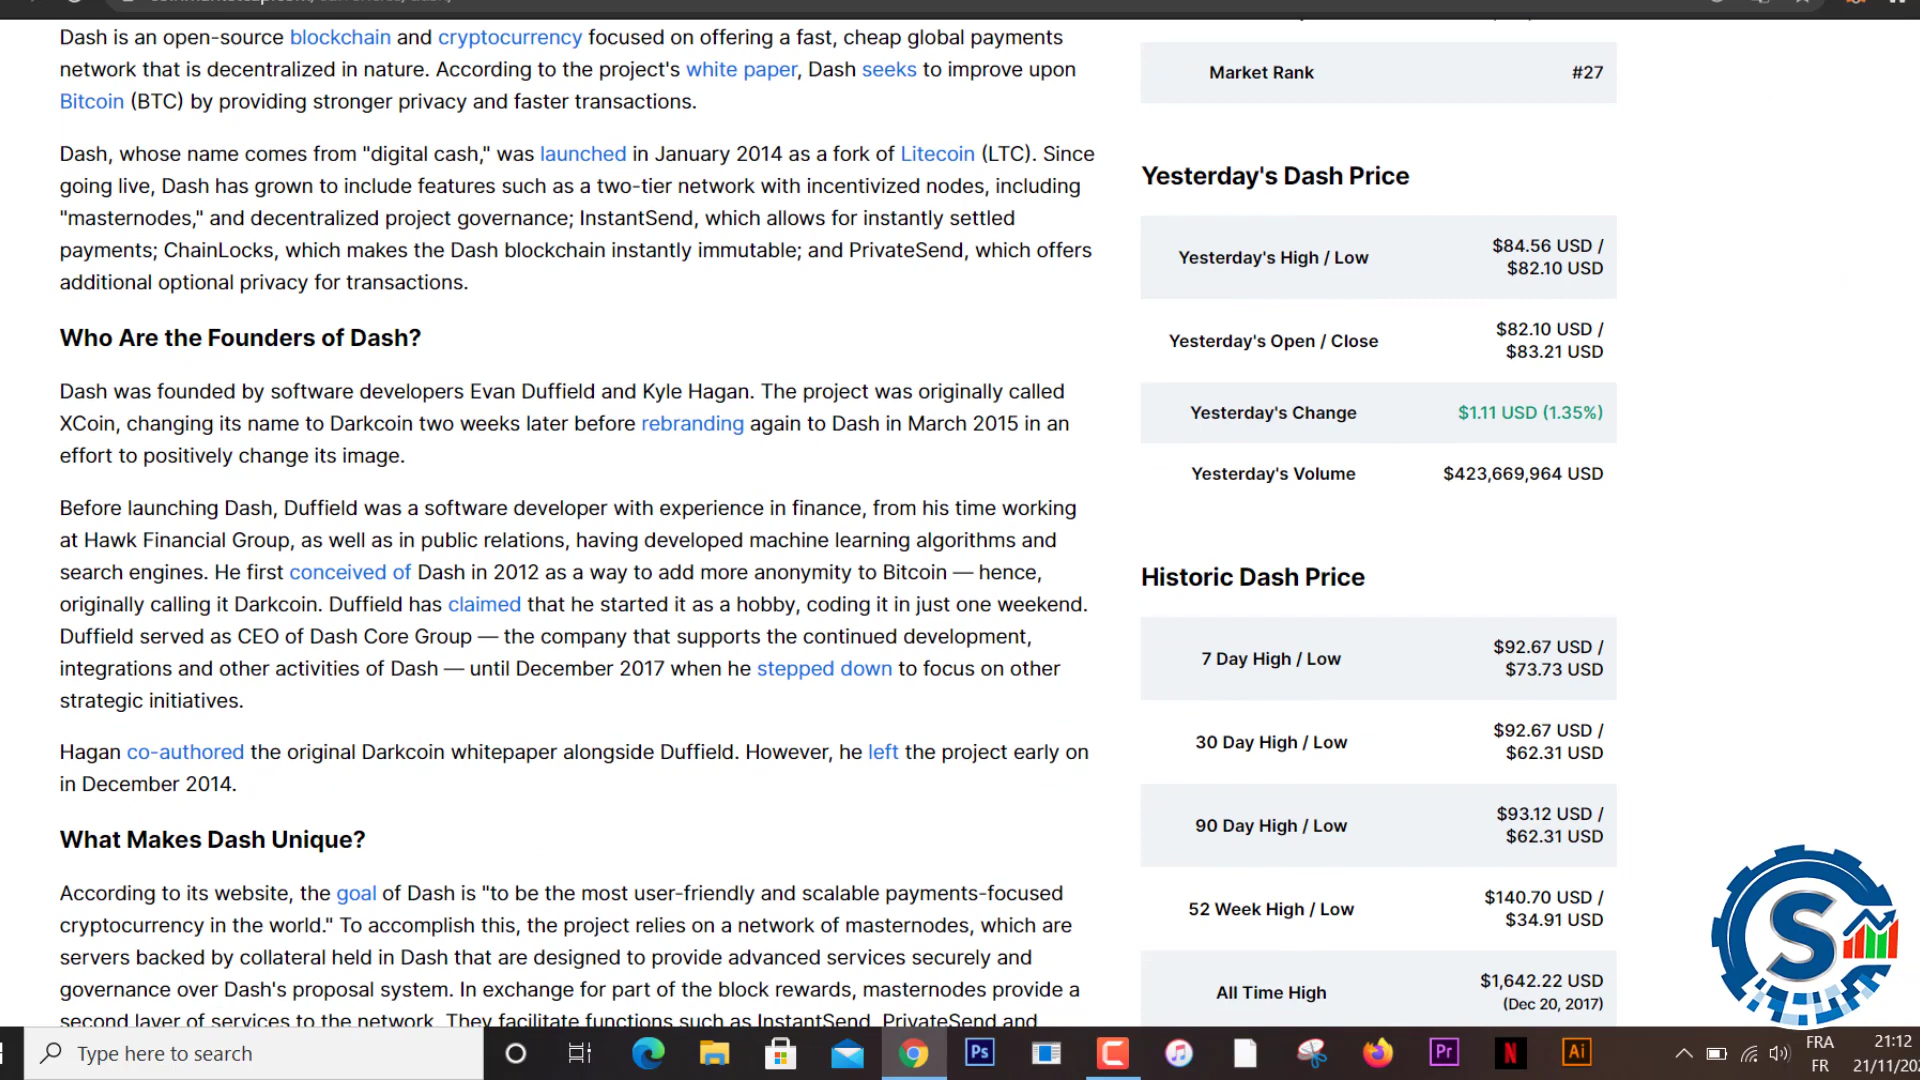 Dash is an open-source blockchain and cryptocurrency focused on offering a fast, cheap global payments
network that is decentralized in nature. According to the project's white paper, Dash seeks to improve upon
Bitcoin (BTC) by providing stronger privacy and faster transactions.
Dash, whose name comes from "digital cash," was launched in January 2014 as a fork of Litecoin (LTC). Since
going live, Dash has grown to include features such as a two-tier network with incentivized nodes, including
"masternodes," and decentralized project governance; InstantSend, which allows for instantly settled
payments; ChainLocks, which makes the Dash blockchain instantly immutable; and PrivateSend, which offers
additional optional privacy for transactions.
Who Are the Founders of Dash?
Dash was founded by software developers Evan Duffield and Kyle Hagan. The project was originally called
XCoin, changing its name to Darkcoin two weeks later before rebranding again to Dash in March 2015 in an
effort to positively change its image.
Before launching Dash, Duffield was a software developer with experience in finance, from his time working
at Hawk Financial Group, as well as in public relations, having developed machine learning algorithms and
search engines. He first conceived of Dash in 2012 as a way to add more anonymity to Bitcoin — hence,
originally calling it Darkcoin. Duffield has claimed that he started it as a hobby, coding it in just one weekend.
Duffield served as CEO of Dash Core Group — the company that supports the continued development,
integrations and other activities of Dash — until December 2017 when he stepped down to focus on other
strategic initiatives.
Hagan co-authored the original Darkcoin whitepaper alongside Duffield. However, he left the project early on
in December 2014.
What Makes Dash Unique?
According to its website, the goal of Dash is "to be the most user-friendly and scalable payments-focused
cryptocurrency in the world." To accomplish this, the project relies on a network of masternodes, which are
servers backed by collateral held in Dash that are designed to provide advanced services securely and
governance over Dash's proposal system. In exchange for part of the block rewards, masternodes provide a
second layer of services to the network. They facilitate functions such as InstantSend, PrivateSend and
Market Rank #27
Yesterday's Dash Price
Yesterday's High / Low $84.56 USD /
$82.10 USD
Yesterday's Open / Close $82.10 USD /
$83.21 USD
Yesterday's Change $1.11 USD (1.35%)
Yesterday's Volume $423,669,964 USD
Historic Dash Price
7 Day High / Low $92.67 USD /
$73.73 USD
30 Day High / Low $92.67 USD /
$62.31 USD
90 Day High / Low $93.12 USD /
$62.31 USD
52 Week High / Low $140.70 USD /
$34.91 USD
All Time High $1,642.22 USD
(Dec 20, 2017)
S
Type here to search
Ps
Pr
N
Ai
FRA
FR
21:12
21/11/20